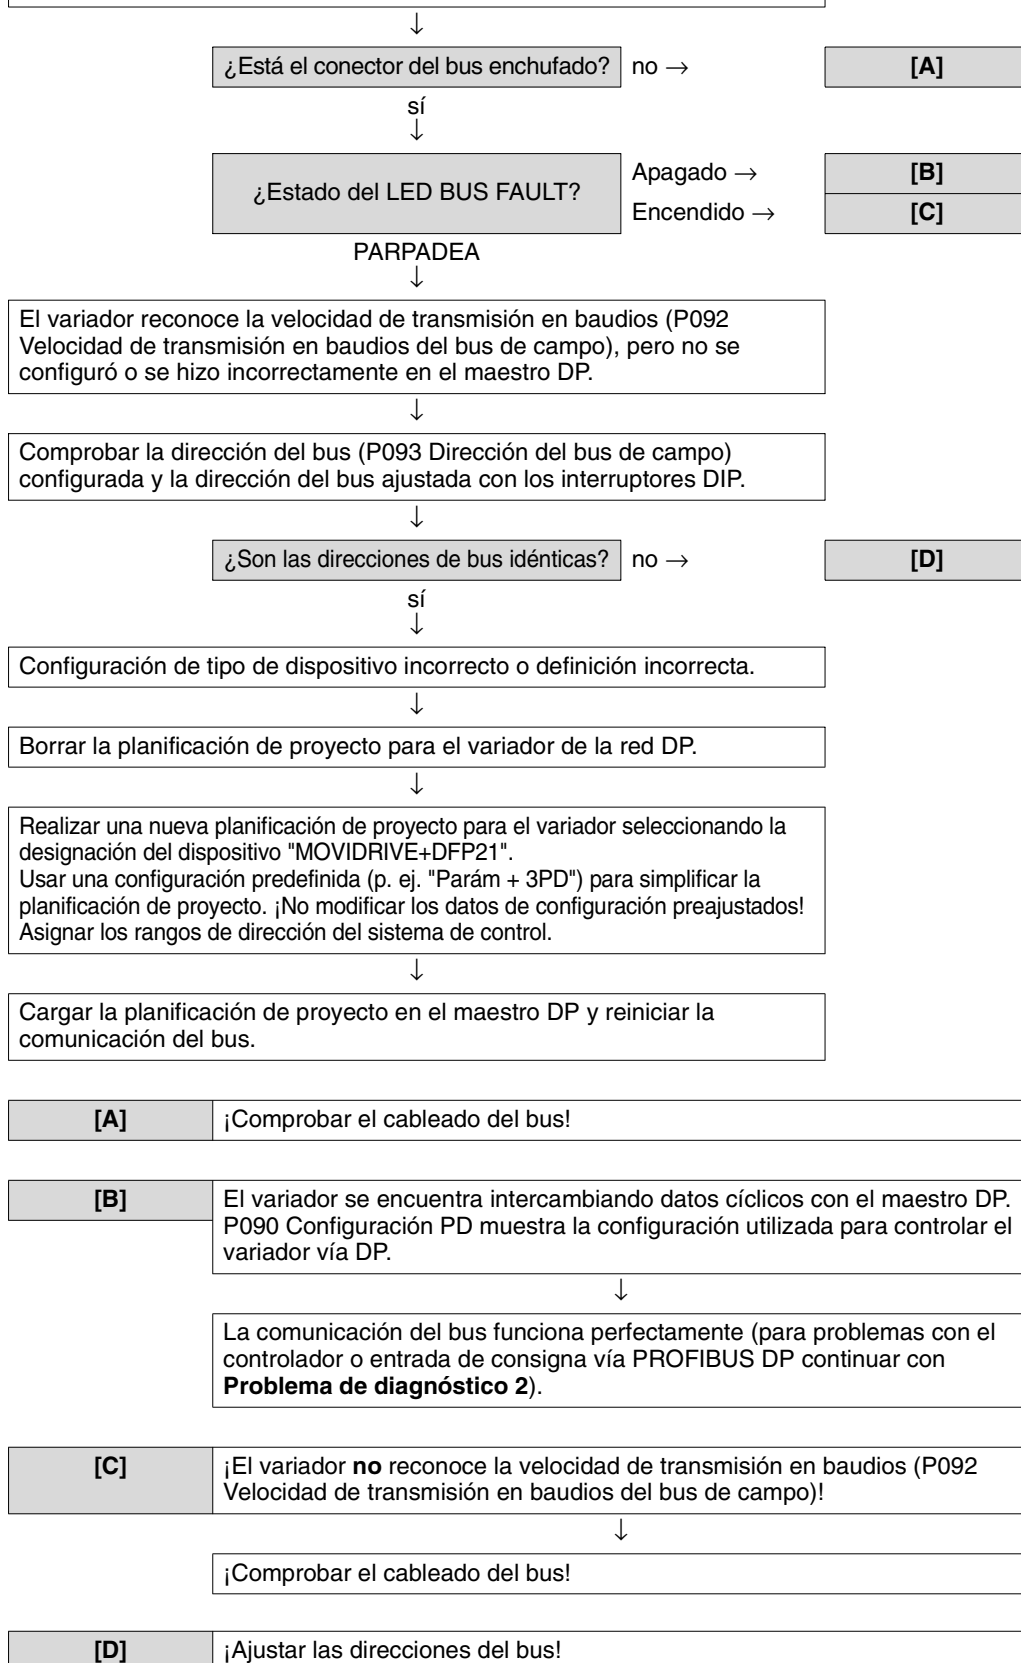 ↓
¿Está el conector del bus enchufado? no → [A]
sí
↓
¿Estado del LED BUS FAULT?
Apagado → [B]
Encendido → [C]
PARPADEA
↓
El variador reconoce la velocidad de transmisión en baudios (P092
Velocidad de transmisión en baudios del bus de campo), pero no se
configuró o se hizo incorrectamente en el maestro DP.
↓
Comprobar la dirección del bus (P093 Dirección del bus de campo)
configurada y la dirección del bus ajustada con los interruptores DIP.
↓
¿Son las direcciones de bus idénticas? no → [D]
sí
↓
Configuración de tipo de dispositivo incorrecto o definición incorrecta.
↓
Borrar la planificación de proyecto para el variador de la red DP.
↓
Realizar una nueva planificación de proyecto para el variador seleccionando la
designación del dispositivo "MOVIDRIVE+DFP21".
Usar una configuración predefinida (p. ej. "Parám + 3PD") para simplificar la
planificación de proyecto. ¡No modificar los datos de configuración preajustados!
Asignar los rangos de dirección del sistema de control.
↓
Cargar la planificación de proyecto en el maestro DP y reiniciar la
comunicación del bus.
[A] ¡Comprobar el cableado del bus!
[B] El variador se encuentra intercambiando datos cíclicos con el maestro DP.
P090 Configuración PD muestra la configuración utilizada para controlar el
variador vía DP.
↓
La comunicación del bus funciona perfectamente (para problemas con el
controlador o entrada de consigna vía PROFIBUS DP continuar con
Problema de diagnóstico 2).
[C] ¡El variador no reconoce la velocidad de transmisión en baudios (P092
Velocidad de transmisión en baudios del bus de campo)!
↓
¡Comprobar el cableado del bus!
[D] ¡Ajustar las direcciones del bus!